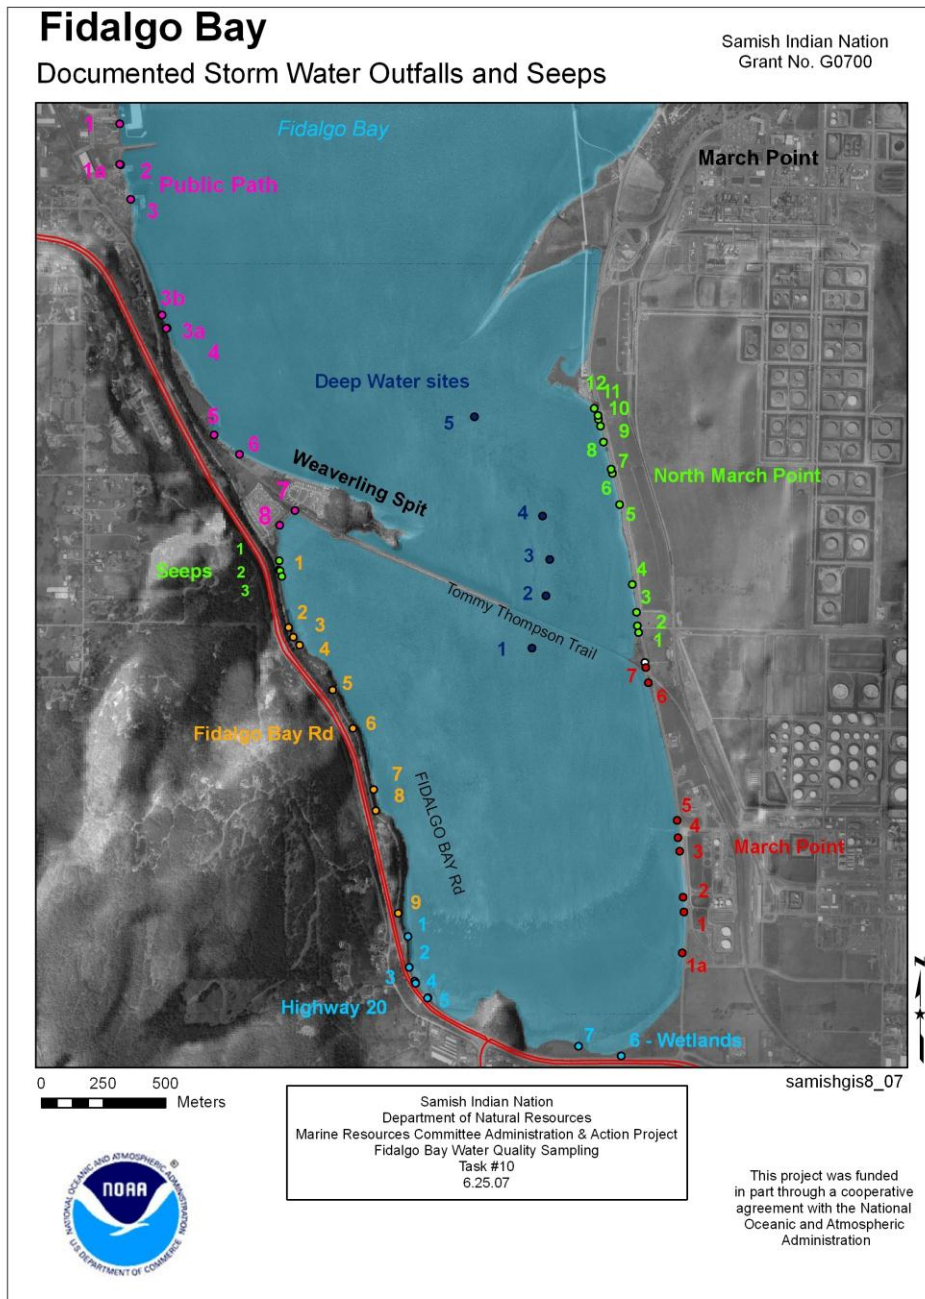 Fidalgo Bay
Documented Storm Water Outfalls and Seeps
Samish Indian Nation
Grant No. G0700
Fidalgo Bay
March Point
1
1a
2
Public Path
3
3b
3a
4
Deep Water sites
5
5
6
12
11
10
9
8
7
North March Point
6
5
Weaverling Spit
7
8
4
3
2
1
Seeps
1
2
3
1
4
3
2
1
Tommy Thompson Trail
2
3
4
5
7
6
Fidalgo Bay Rd
6
7
8
FIDALGO BAY Rd
5
4
3
March Point
2
1
1a
9
1
2
3
4
5
Highway 20
7
6 - Wetlands
0 250 500
Meters
samishgis8_07
Samish Indian Nation
Department of Natural Resources
Marine Resources Committee Administration & Action Project
Fidalgo Bay Water Quality Sampling
Task #10
6.25.07
NATIONAL OCEANIC AND ATMOSPHERIC ADMINISTRATION
NOAA
U.S. DEPARTMENT OF COMMERCE
®
This project was funded
in part through a cooperative
agreement with the National
Oceanic and Atmospheric
Administration